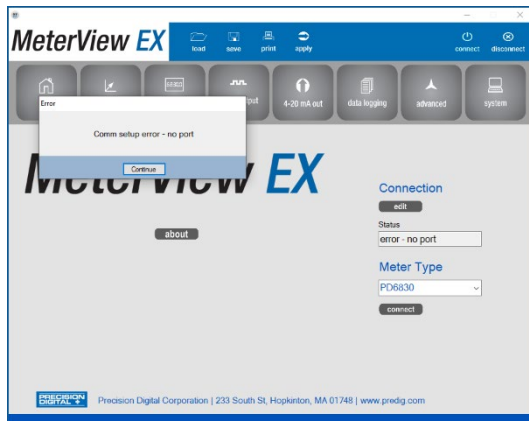 MeterView EX
load save print apply connect disconnect
Error
put 4-20 mA out data logging advanced system
Comm setup error - no port
Continue
MeterView EX
about
Connection
edit
Status
error - no port
Meter Type
PD6830
connect
PRECISION DIGITAL Precision Digital Corporation | 233 South St, Hopkinton, MA 01748 | www.predig.com